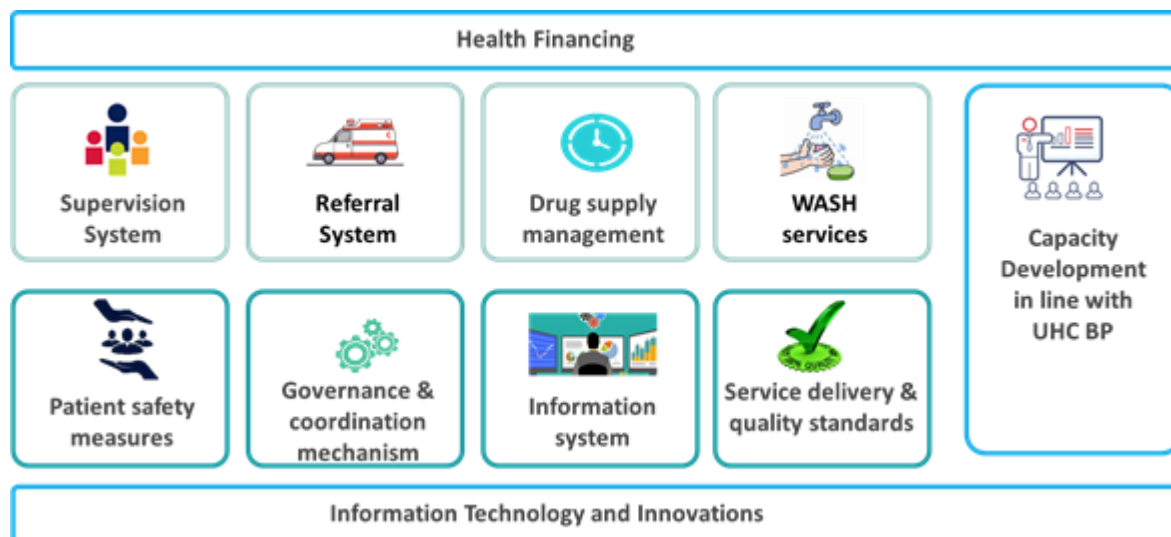 Health Financing
Supervision
System
Referral
System
Drug supply
management
WASH
services
Capacity
Development
in line with
UHC BP
Patient safety
measures
Governance &
coordination
mechanism
Information
system
Service delivery &
quality standards
Information Technology and Innovations